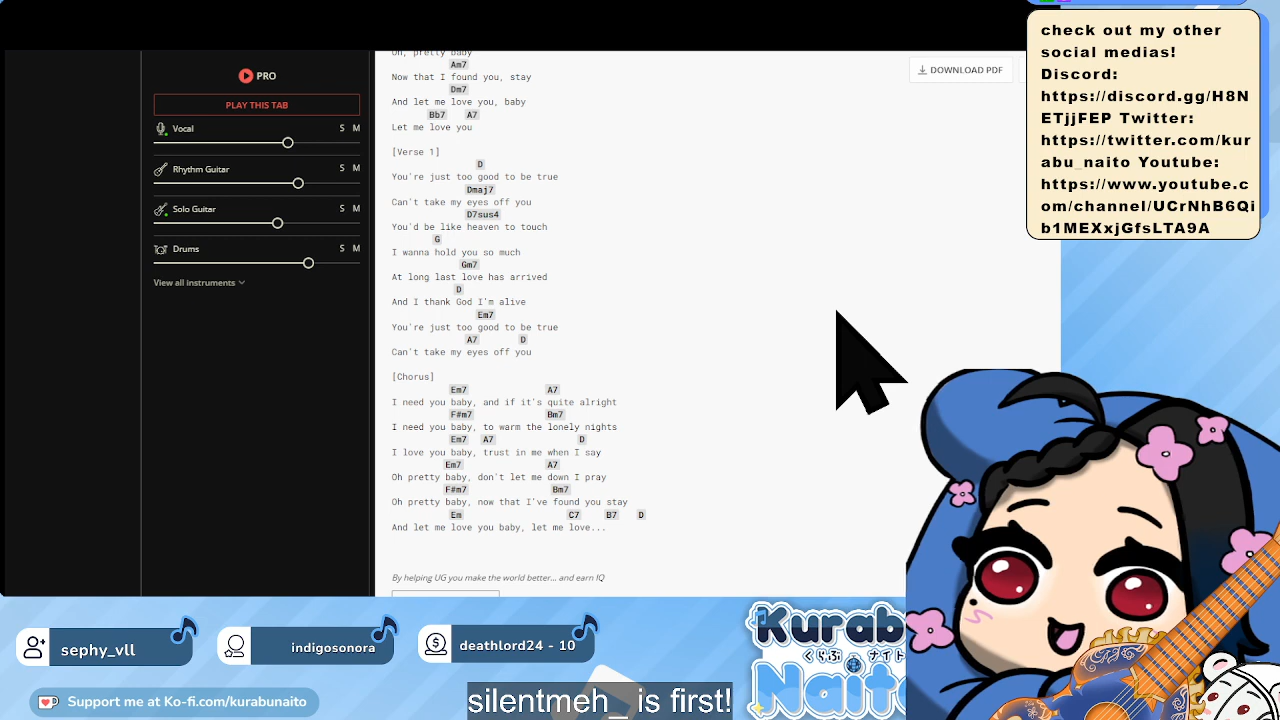 PRO
PLAY THIS TAB
Vocal S M
Rhythm Guitar S M
Solo Guitar S M
Drums S M
View all instruments
Oh, pretty baby
Am7
Now that I found you, stay
Dm7
And let me love you, baby
Bb7 A7
Let me love you
[Verse 1]
D
You're just too good to be true
Dmaj7
Can't take my eyes off you
D7sus4
You'd be like heaven to touch
G
I wanna hold you so much
Gm7
At long last love has arrived
D
And I thank God I'm alive
Em7
You're just too good to be true
A7 D
Can't take my eyes off you
[Chorus]
Em7 A7
I need you baby, and if it's quite alright
F#m7 Bm7
I need you baby, to warm the lonely nights
Em7 A7 D
I love you baby, trust in me when I say
Em7 A7
Oh pretty baby, don't let me down I pray
F#m7 Bm7
Oh pretty baby, now that I've found you stay
Em C7 B7 D
And let me love you baby, let me love...
By helping UG you make the world better... and earn IQ
DOWNLOAD PDF
check out my other
social medias!
Discord:
https://discord.gg/H8N
ETjjFEP Twitter:
https://twitter.com/kur
abu_naito Youtube:
https://www.youtube.c
om/channel/UCrNhB6Qi
b1MEXxjGfsLTA9A
sephy_vll
indigosonora
deathlord24 - 10
Support me at Ko-fi.com/kurabunaito
silentmeh_ is first!
Kurab
くらぶ ナイト
Naito